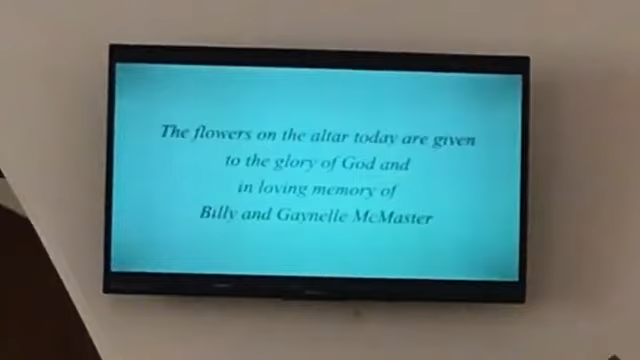 The flowers on the altar today are given
to the glory of God and
in loving memory of
Billy and Gaynelle McMaster